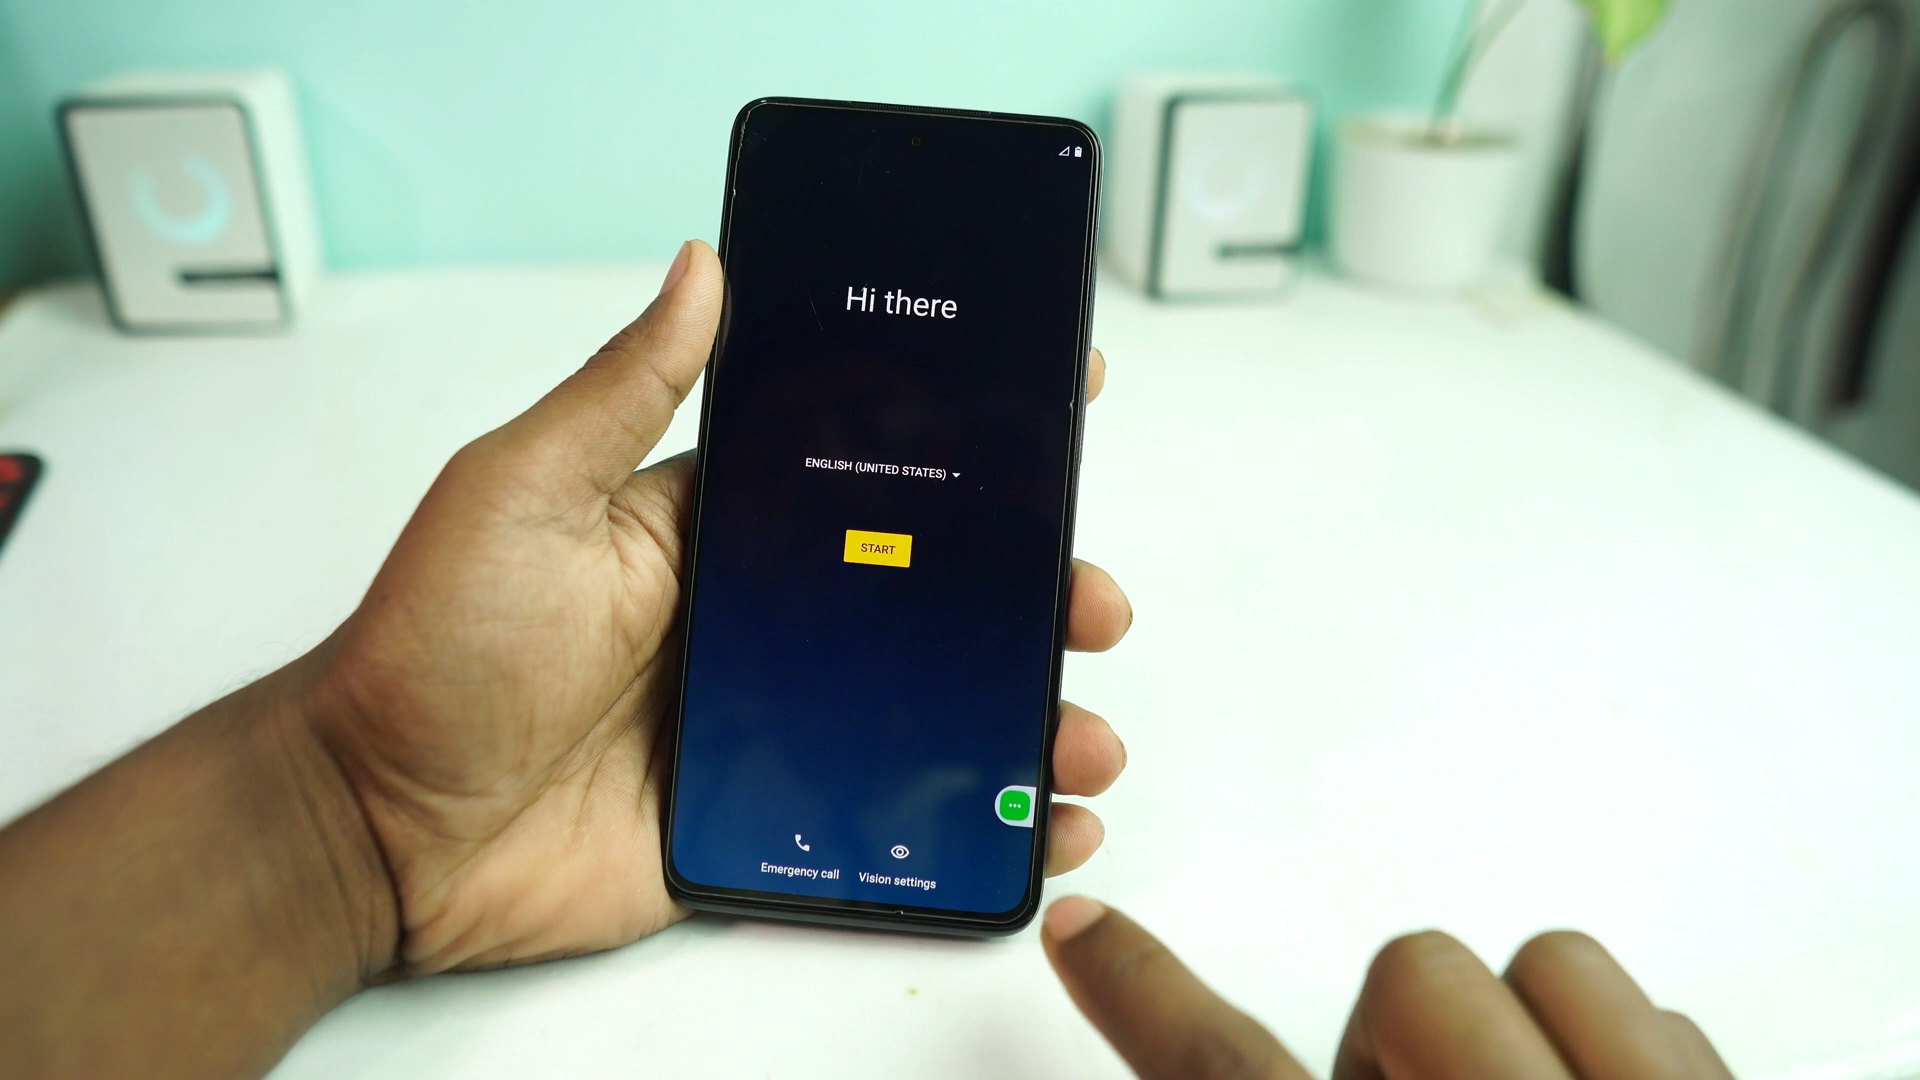 Hi there
ENGLISH (UNITED STATES)
START
Emergency call
Vision settings